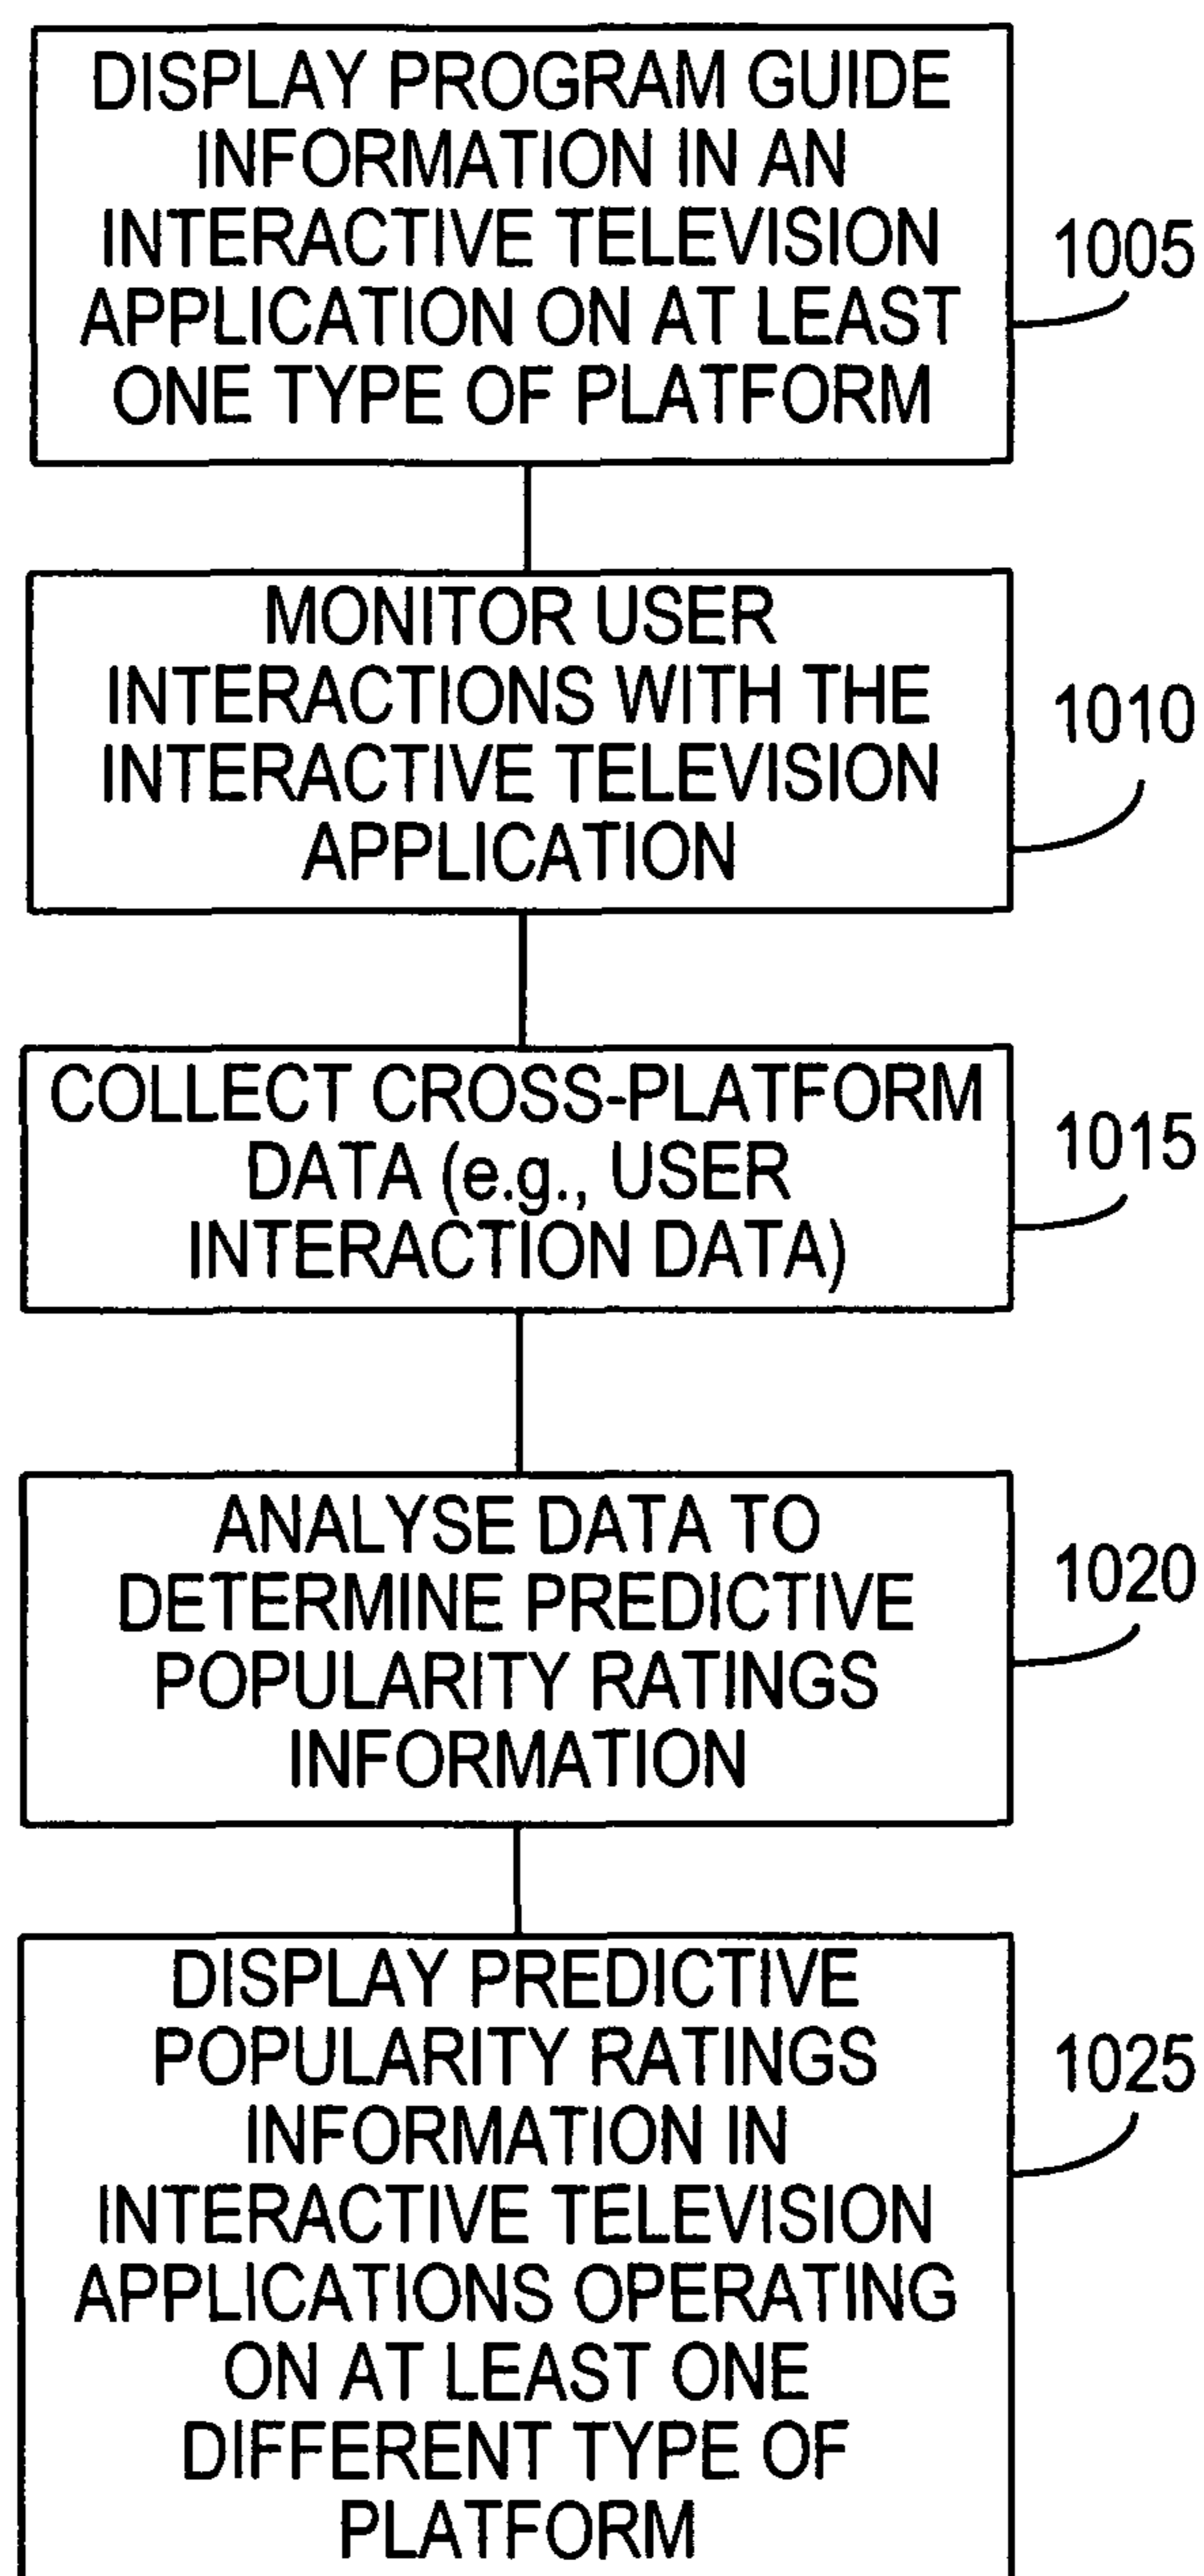 DISPLAY PROGRAM GUIDE
INFORMATION IN AN
INTERACTIVE TELEVISION
APPLICATION ON AT LEAST
ONE TYPE OF PLATFORM
1005
MONITOR USER
INTERACTIONS WITH THE
INTERACTIVE TELEVISION
APPLICATION
1010
COLLECT CROSS-PLATFORM
DATA (e.g., USER
INTERACTION DATA)
1015
ANALYSE DATA TO
DETERMINE PREDICTIVE
POPULARITY RATINGS
INFORMATION
1020
DISPLAY PREDICTIVE
POPULARITY RATINGS
INFORMATION IN
INTERACTIVE TELEVISION
APPLICATIONS OPERATING
ON AT LEAST ONE
DIFFERENT TYPE OF
PLATFORM
1025